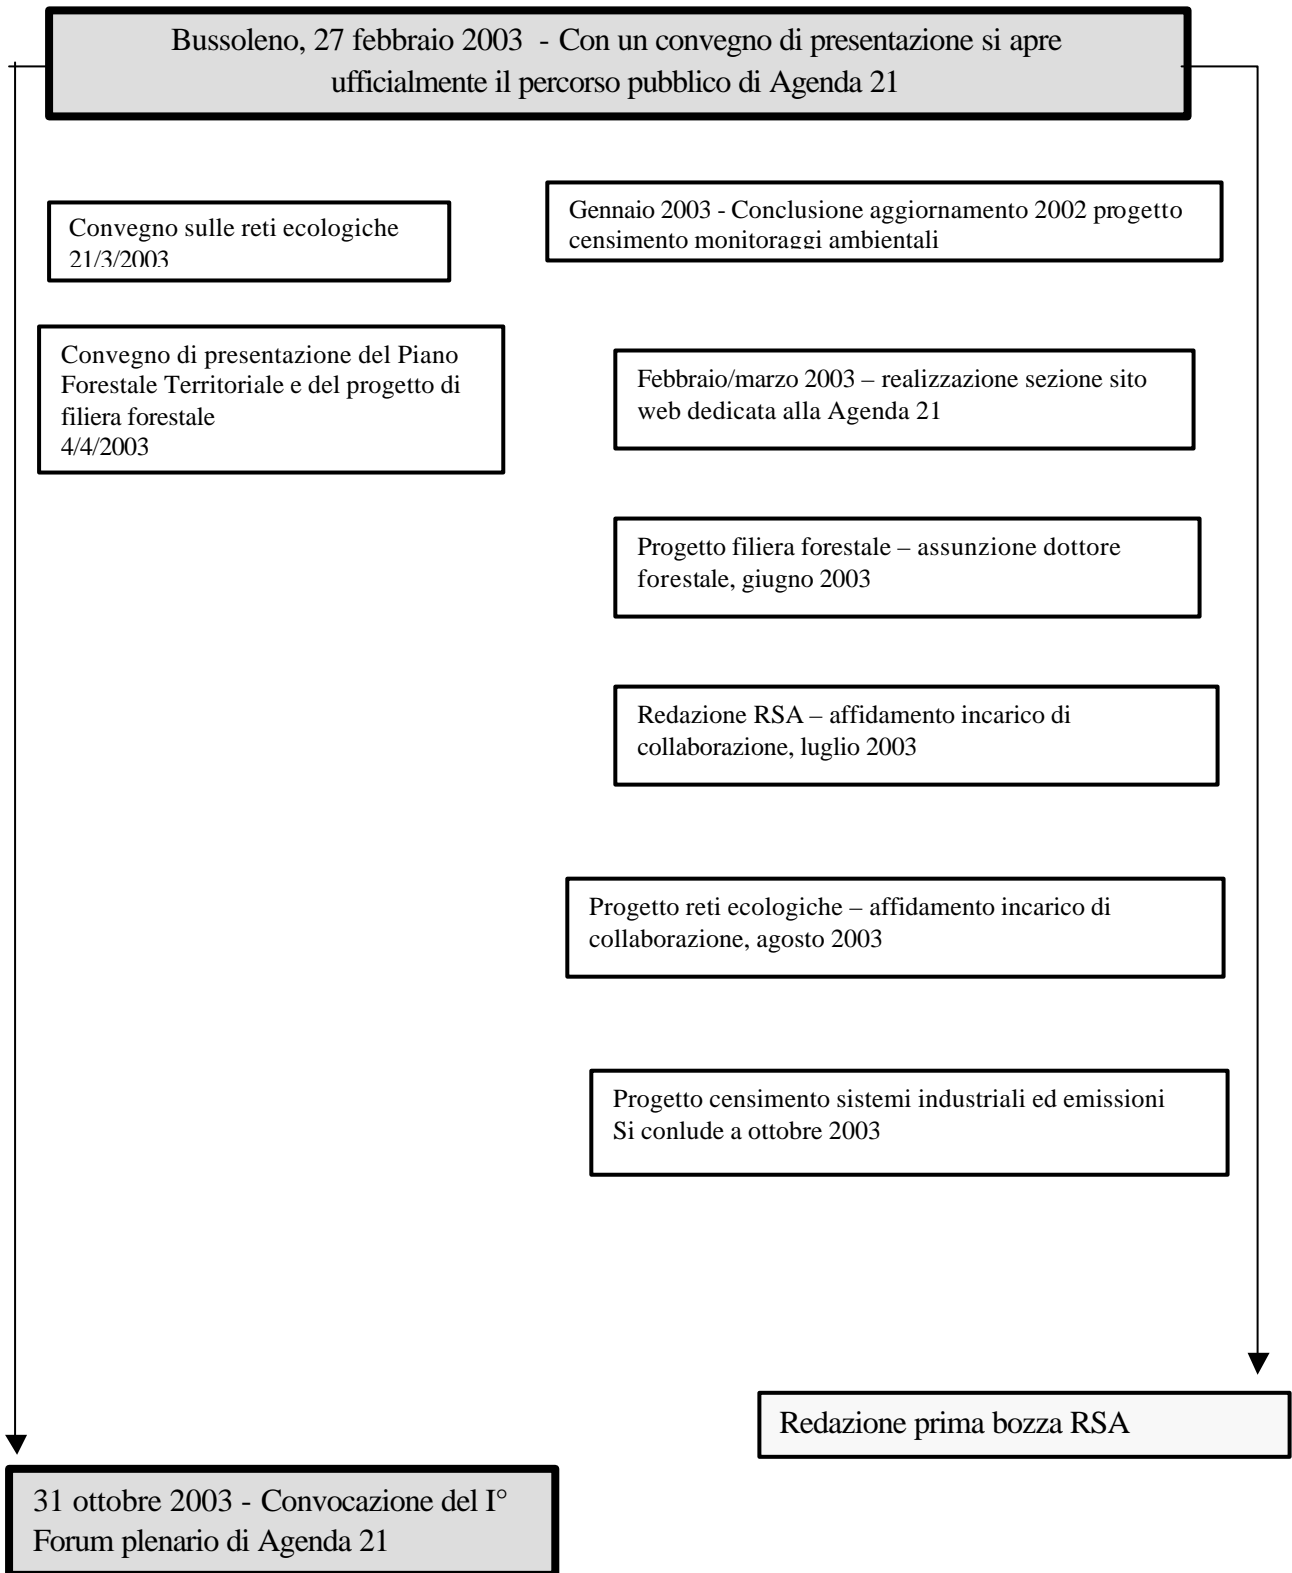 Bussoleno, 27 febbraio 2003 - Con un convegno di presentazione si apre
ufficialmente il percorso pubblico di Agenda 21
Convegno sulle reti ecologiche
21/3/2003
Convegno di presentazione del Piano
Forestale Territoriale e del progetto di
filiera forestale
4/4/2003
Gennaio 2003 - Conclusione aggiornamento 2002 progetto
censimento monitoraggi ambientali
Febbraio/marzo 2003 – realizzazione sezione sito
web dedicata alla Agenda 21
Progetto filiera forestale – assunzione dottore
forestale, giugno 2003
Redazione RSA – affidamento incarico di
collaborazione, luglio 2003
Progetto reti ecologiche – affidamento incarico di
collaborazione, agosto 2003
Progetto censimento sistemi industriali ed emissioni
Si conlude a ottobre 2003
Redazione prima bozza RSA
31 ottobre 2003 - Convocazione del I°
Forum plenario di Agenda 21